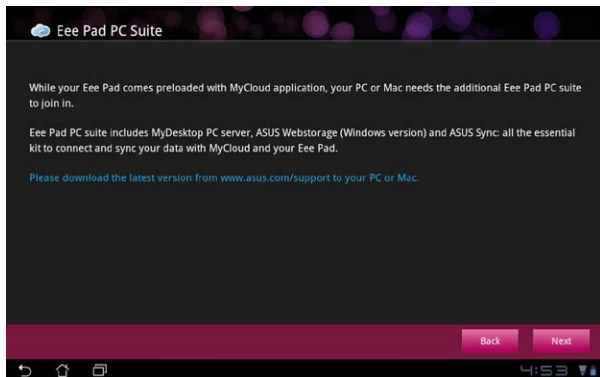 Eee Pad PC Suite
While your Eee Pad comes preloaded with MyCloud application, your PC or Mac needs the additional Eee Pad PC suite
to join in.
Eee Pad PC suite includes MyDesktop PC server, ASUS Webstorage (Windows version) and ASUS Sync: all the essential
kit to connect and sync your data with MyCloud and your Eee Pad.
Please download the latest version from www.asus.com/support to your PC or Mac.
Back Next
4:53